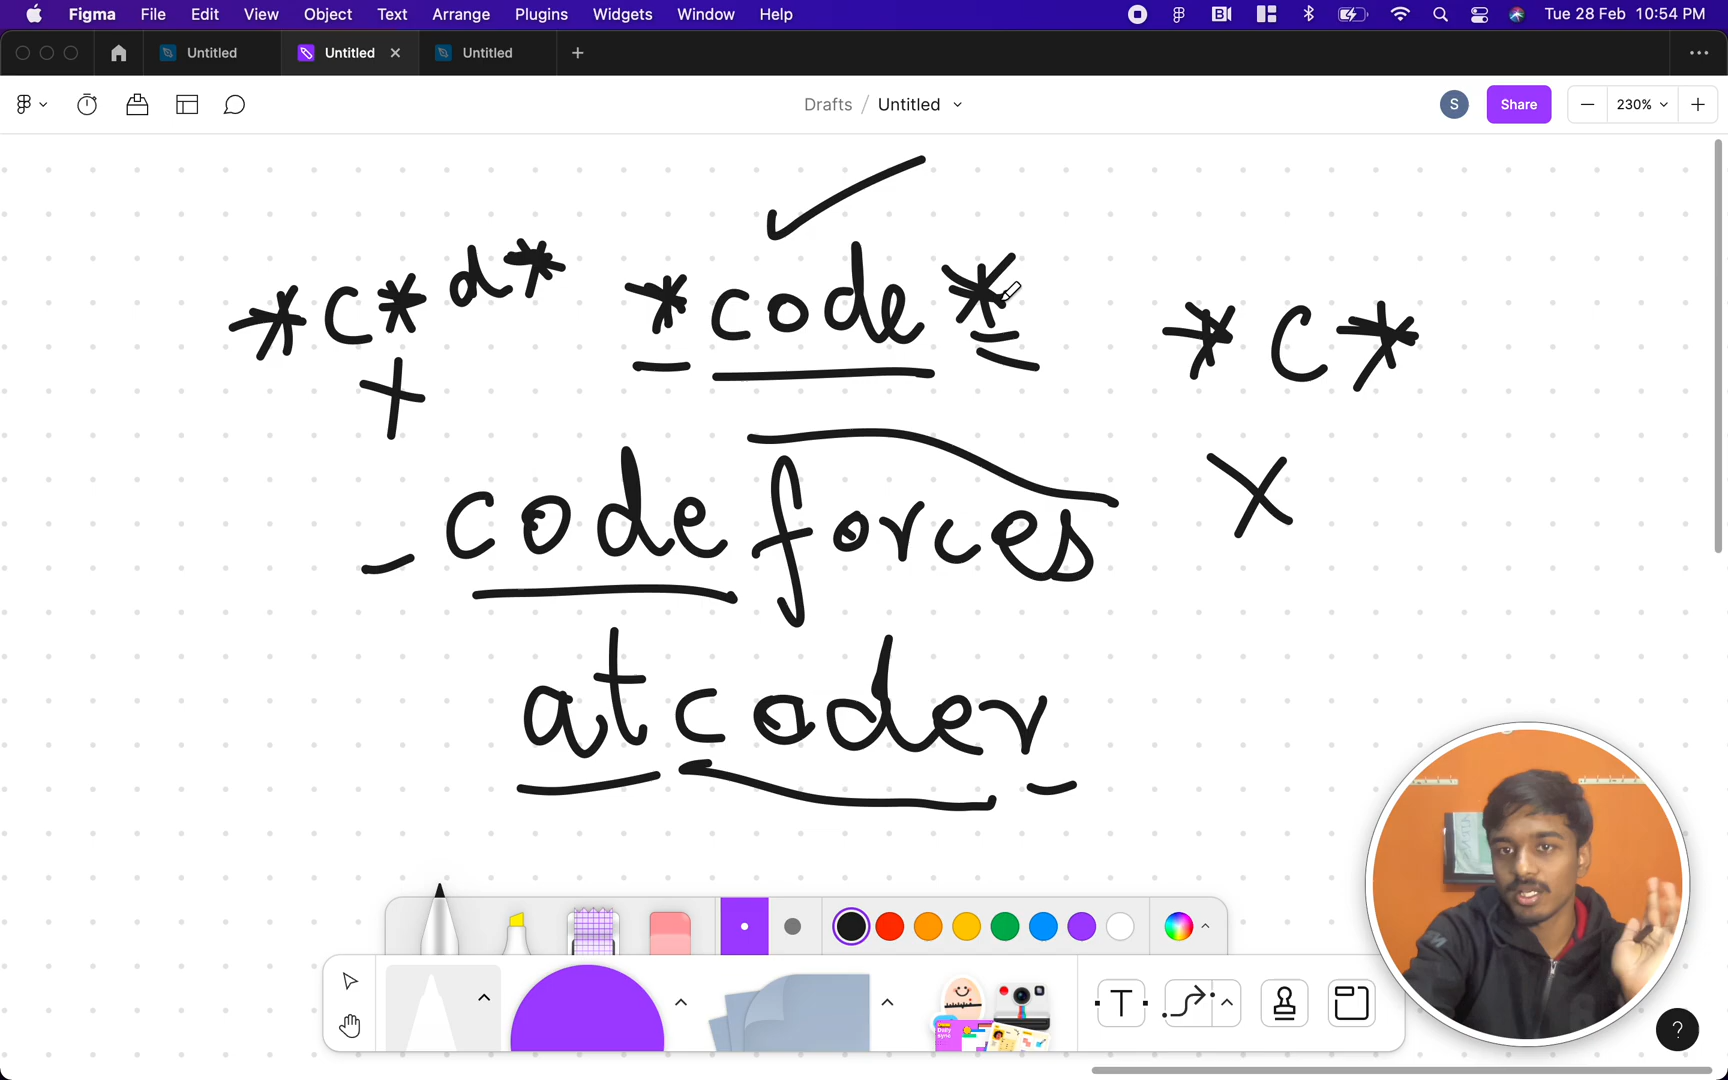 Figma File Edit View Object Text Arrange Plugins Widgets Window Help Tue 28 Feb 10:54 PM
Untitled Untitled Untitled
Drafts / Untitled S Share 230%
*c*d* *code* *c*
codeforces
atcoder
T
?